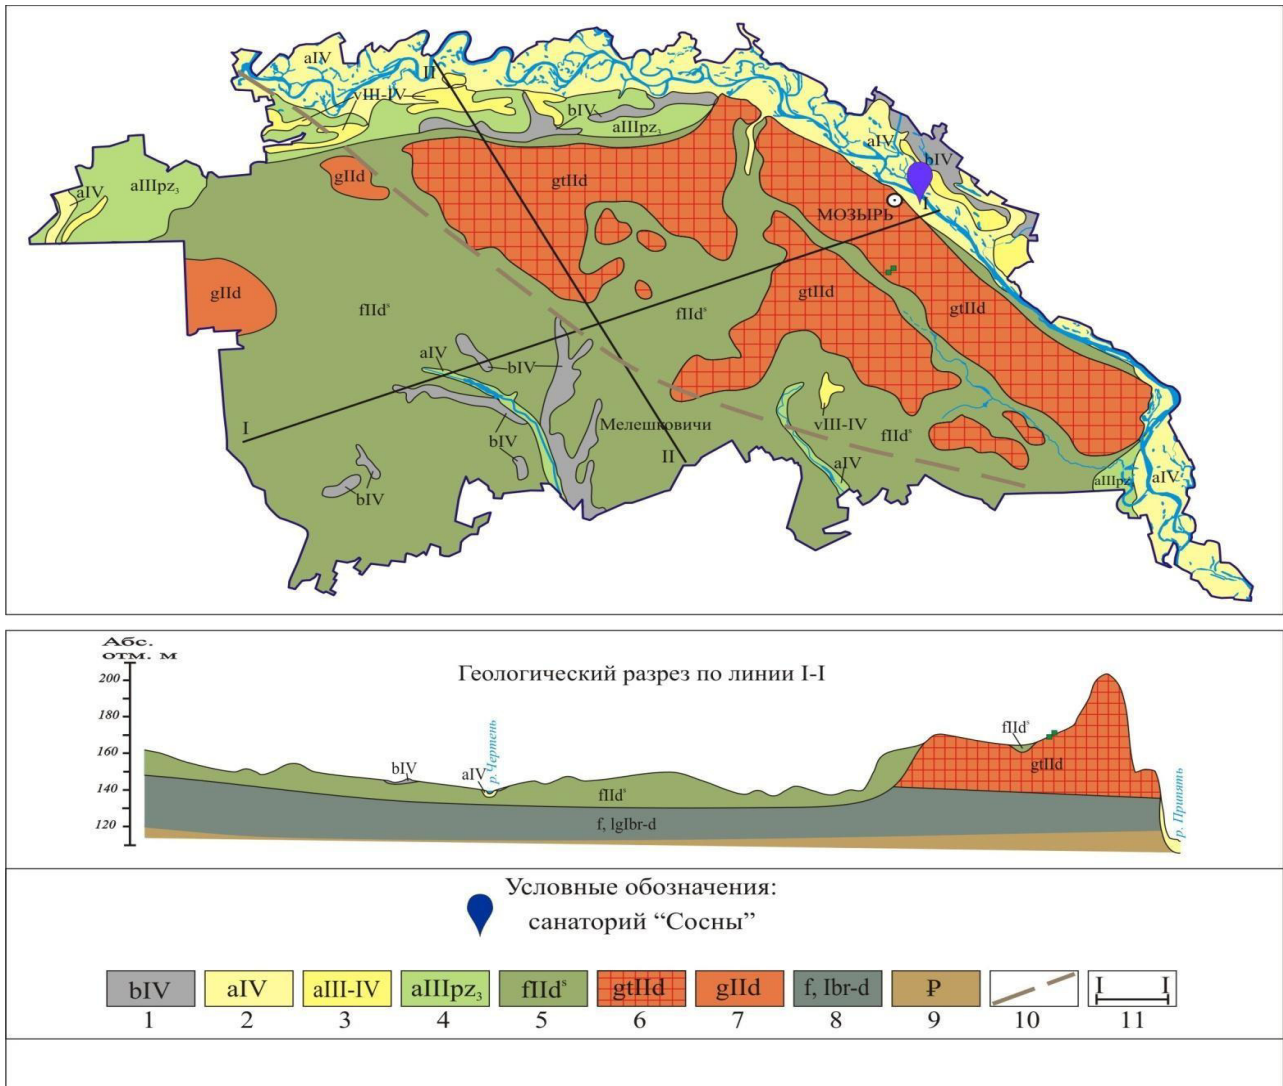 aIV
II
vIII-IV
bIV
aIIIpz₃
aIV
bIV
aIIIpz₃
aIV
gIId
gtIId
I
МОЗЫРЬ
gIId
fIIdˢ
fIIdˢ
gtIId
gtIId
aIV
bIV
vIII-IV
I
bIV
Мелешковичи
II
fIIdˢ
aIV
aIIIpz
aIV
bIV
Абс.
отм. м
Геологический разрез по линии I-I
200
180
160
140
120
bIV
aIV
р. Чертень
fIIdˢ
fIIdˢ
gtIId
f, lgIbr-d
р. Припять
Условные обозначения:
санаторий “Сосны”
bIV aIV aIII-IV aIIIpz₃ fIIdˢ gtIId gIId f, Ibr-d ₽ I I
1 2 3 4 5 6 7 8 9 10 11